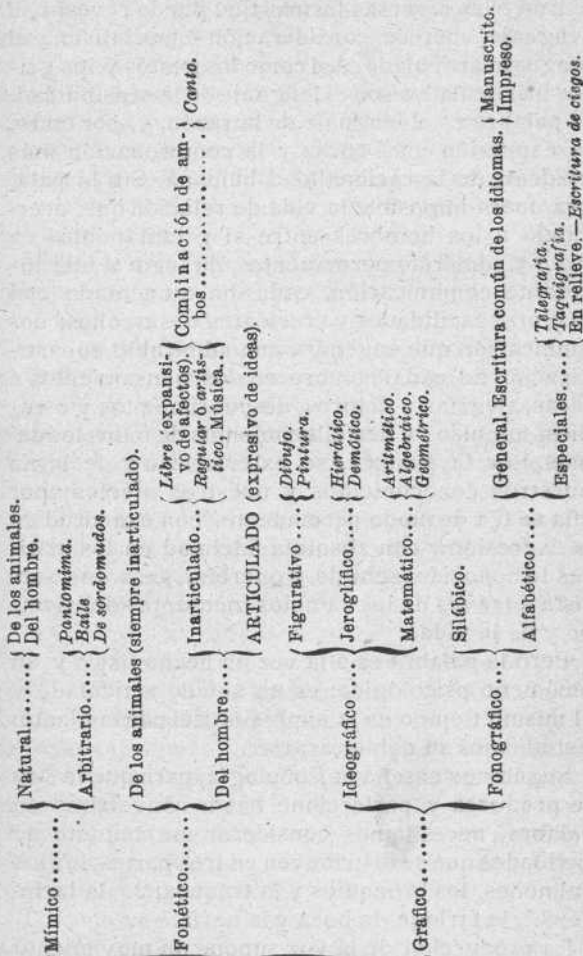 De los animales.
Natural........
Del hombre.
Mímico........
Pantomima.
Arbitrario....
Baile.
De sordomudos.
De los animales (siempre inarticulado).
Fonético......
Libre (expansivo de afectos).
Inarticulado...
Regular ó artístico. Música.
(Combinación de ambos.......... Canto.
Del hombre....
ARTICULADO (expresivo de ideas).
Figurativo....
Dibujo.
Pintura.
Ideográfico....
Jeroglífico....
Hierático.
Demótico.
Matemático....
Aritmético.
Algebráico.
Geométrico.
Gráfico.......
Silábico.
Fonográfico...
General. Escritura común de los idiomas.
Manuscrito.
Impreso.
Alfabético....
Telegrafía.
Especiales....
Taquigrafía.
En relieve.—Escritura de ciegos.